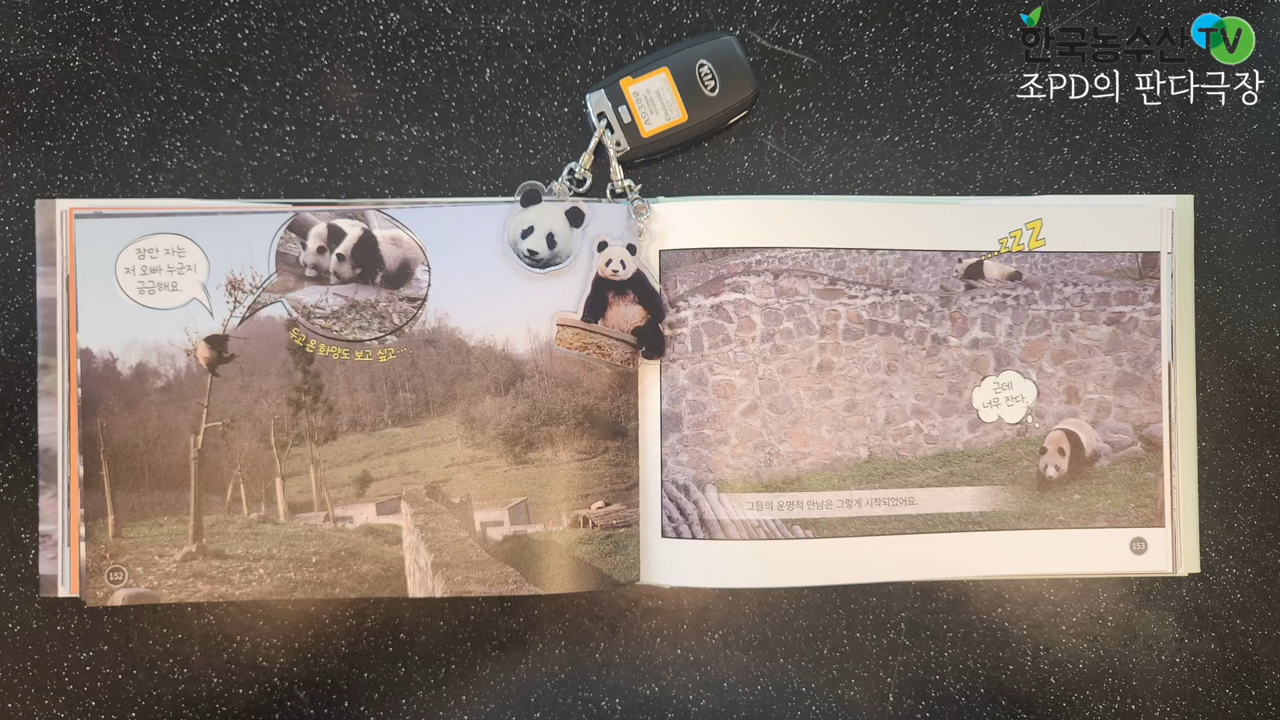 한국농수산TV
조PD의 판다극장
KIA
A9300
잠만 자는
저 오빠 누군지
궁금해요.
두고 온 화양도 보고 싶고....
...zzZZ
근데
너무 잔다.
그들의 운명적 만남은 그렇게 시작되었어요.
152
153